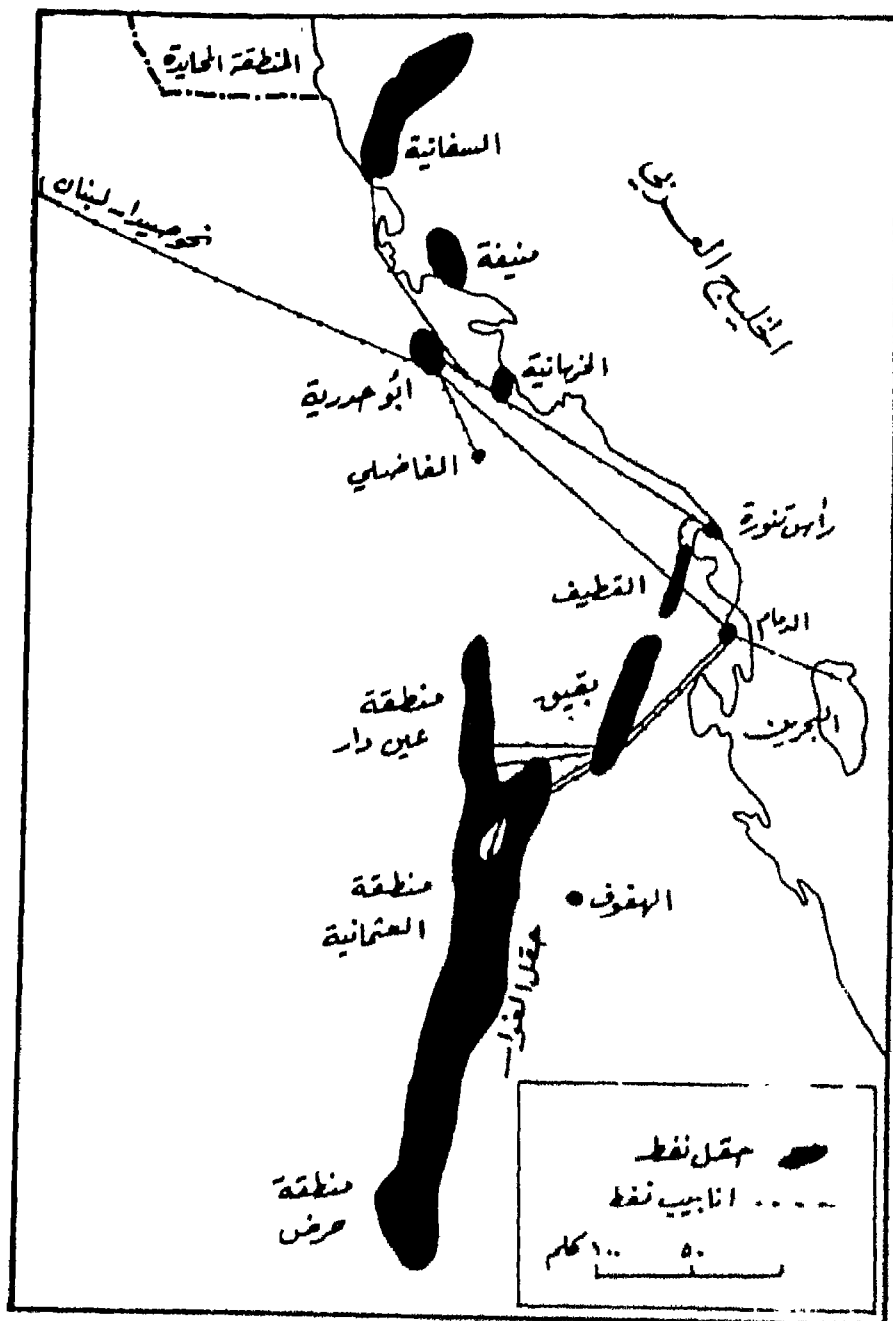 المنطقة المحايدة
السفانية
الخليج العربي
نحو صيدا - لبنان
منيفة
الخرسانية
أبو حدرية
الفاضلي
رأس تنورة
القطيف
الدمام
بقيق
منطقة
عين دار
البحرين
منطقة
العثمانية
الهفوف
حقل الغوار
منطقة
حرض
حقل نفط
انابيب نفط
١٠٠ ٥٠ كلم